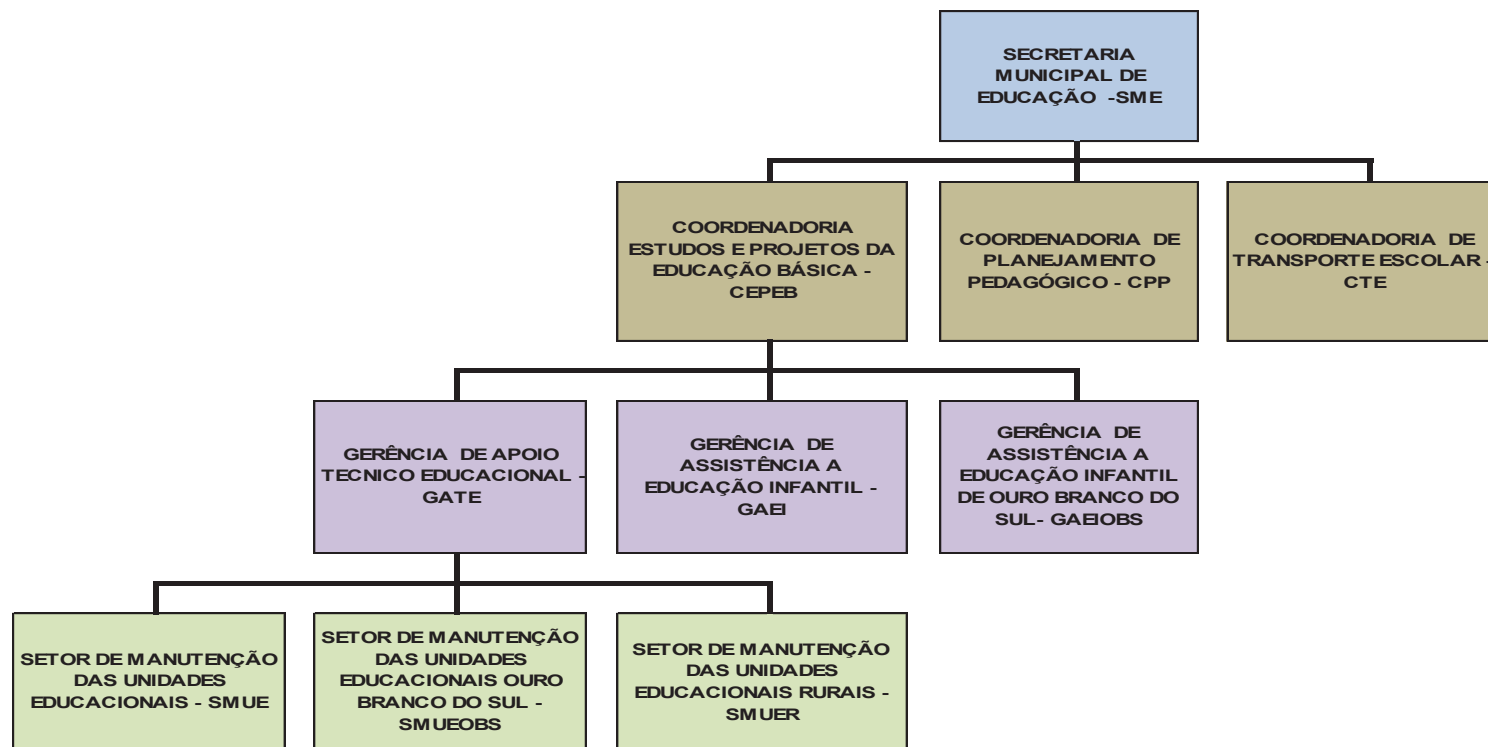 SECRETARIA
MUNICIPAL DE
EDUCAÇÃO -SME
COORDENADORIA
ESTUDOS E PROJETOS DA
EDUCAÇÃO BÁSICA -
CEPEB
COORDENADORIA DE
PLANEJAMENTO
PEDAGÓGICO - CPP
COORDENADORIA DE
TRANSPORTE ESCOLAR -
CTE
GERÊNCIA DE APOIO
TECNICO EDUCACIONAL -
GATE
GERÊNCIA DE
ASSISTÊNCIA A
EDUCAÇÃO INFANTIL -
GAEI
GERÊNCIA DE
ASSISTÊNCIA A
EDUCAÇÃO INFANTIL
DE OURO BRANCO DO
SUL- GAEIOBS
SETOR DE MANUTENÇÃO
DAS UNIDADES
EDUCACIONAIS - SMUE
SETOR DE MANUTENÇÃO
DAS UNIDADES
EDUCACIONAIS OURO
BRANCO DO SUL -
SMUEOBS
SETOR DE MANUTENÇÃO
DAS UNIDADES
EDUCACIONAIS RURAIS -
SMUER